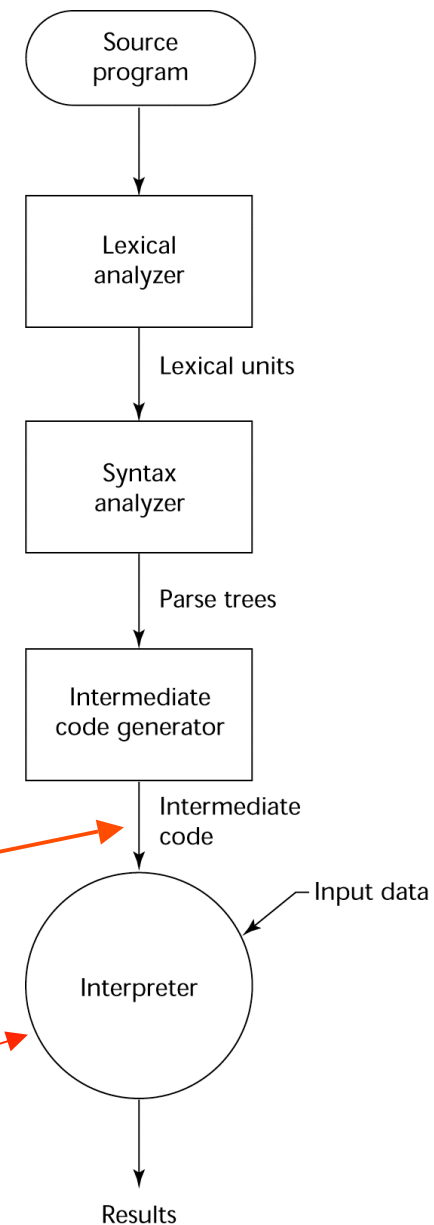 Source
program
Lexical
analyzer
Lexical units
Syntax
analyzer
Parse trees
Intermediate
code generator
Intermediate
code
Input data
Interpreter
Results